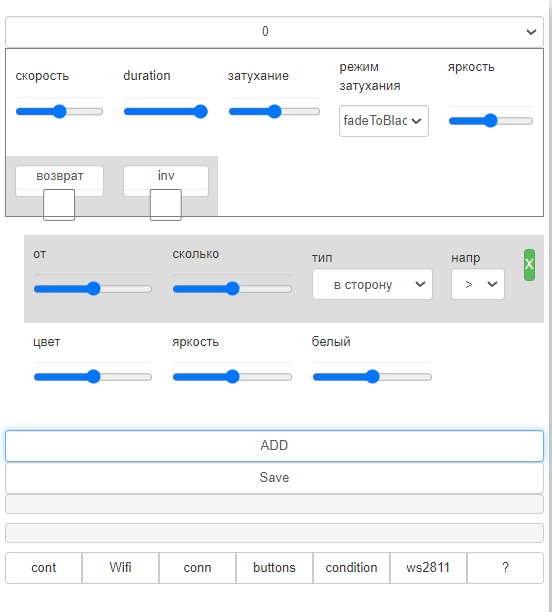 0
скорость duration затухание режим затухания яркость
fadeToBlac
возврат inv
от сколько тип напр X
в сторону >
цвет яркость белый
ADD
Save
cont Wifi conn buttons condition ws2811 ?